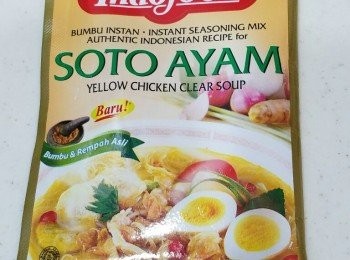 Indofood
BUMBU INSTAN • INSTANT SEASONING MIX
AUTHENTIC INDONESIAN RECIPE for
SOTO AYAM
YELLOW CHICKEN CLEAR SOUP
Baru!
Bumbu & Rempah Asli